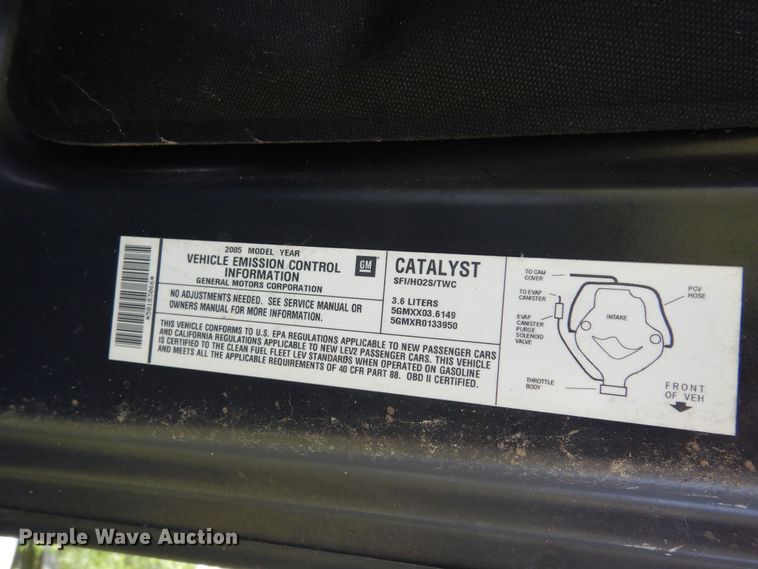 2005 MODEL YEAR
VEHICLE EMISSION CONTROL
INFORMATION
GENERAL MOTORS CORPORATION
GM
NO ADJUSTMENTS NEEDED. SEE SERVICE MANUAL OR
OWNERS MANUAL FOR MORE INFORMATION.
CATALYST
SFI/HO2S/TWC
3.6 LITERS
5GMXX03.6149
5GMXR0133950
THIS VEHICLE CONFORMS TO U.S. EPA REGULATIONS APPLICABLE TO NEW PASSENGER CARS
AND CALIFORNIA REGULATIONS APPLICABLE TO NEW LEV2 PASSENGER CARS. THIS VEHICLE
IS CERTIFIED TO THE CLEAN FUEL FLEET LEV STANDARDS WHEN OPERATED ON GASOLINE
AND MEETS ALL THE APPLICABLE REQUIREMENTS OF 40 CFR PART 88. OBD II CERTIFIED.
TO CAM
COVER
TO EVAP
CANISTER
EVAP
CANISTER
PURGE
SOLENOID
VALVE
INTAKE
PCV
HOSE
THROTTLE
BODY
FRONT
OF VEH
Purple Wave Auction